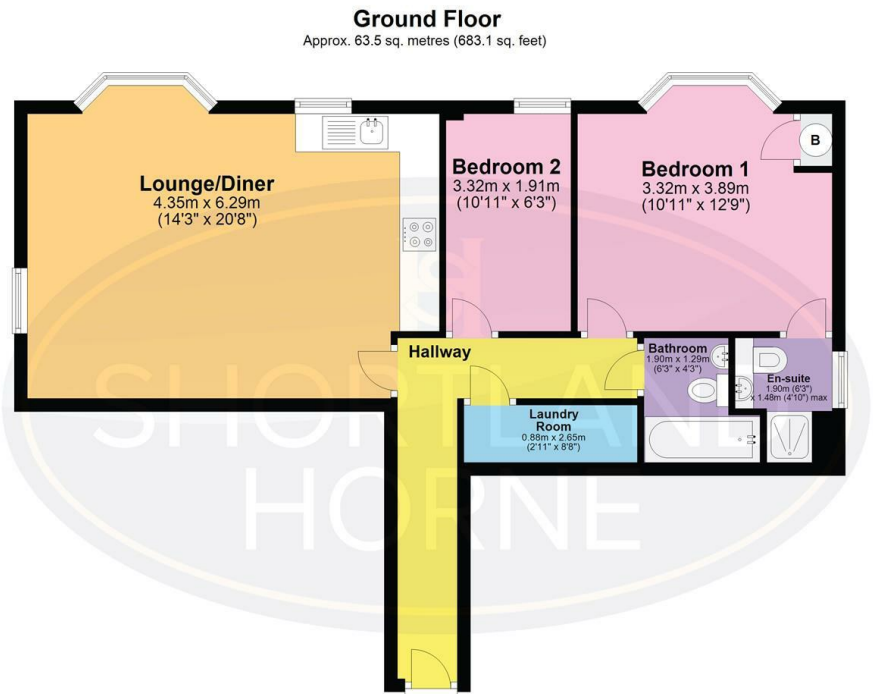 Ground Floor
Approx. 63.5 sq. metres (683.1 sq. feet)
Lounge/Diner
4.35m x 6.29m
(14'3" x 20'8")
Bedroom 2
3.32m x 1.91m
(10'11" x 6'3")
Bedroom 1
3.32m x 3.89m
(10'11" x 12'9")
B
Hallway
Bathroom
1.90m x 1.29m
(6'3" x 4'3")
En-suite
1.90m (6'3")
x 1.48m (4'10") max
Laundry
Room
0.88m x 2.65m
(2'11" x 8'8")
SHORTLAND
HORNE